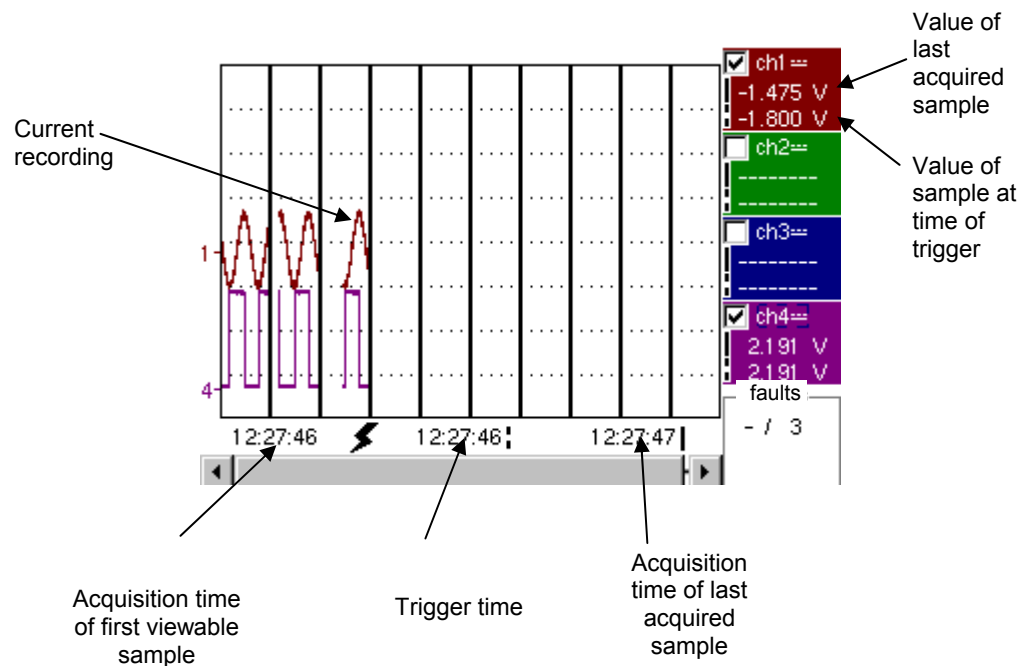 Value of
last
acquired
sample
ch1
-1.475 V
-1.800 V
Current
recording
ch2
--------
--------
Value of
sample at
time of
trigger
ch3
--------
--------
1
ch4
2.191 V
2.191 V
4
faults
- / 3
12:27:46
12:27:46
12:27:47
Acquisition time
of first viewable
sample
Trigger time
Acquisition
time of last
acquired
sample